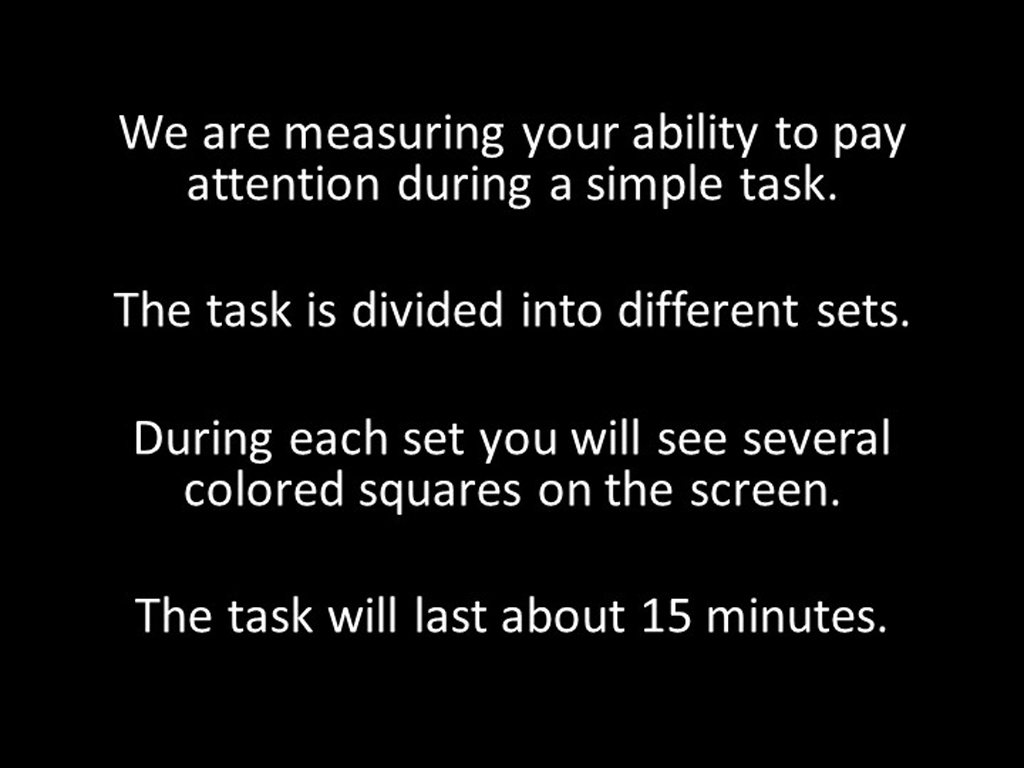 We are measuring your ability to pay
attention during a simple task.
The task is divided into different sets.
During each set you will see several
colored squares on the screen.
The task will last about 15 minutes.